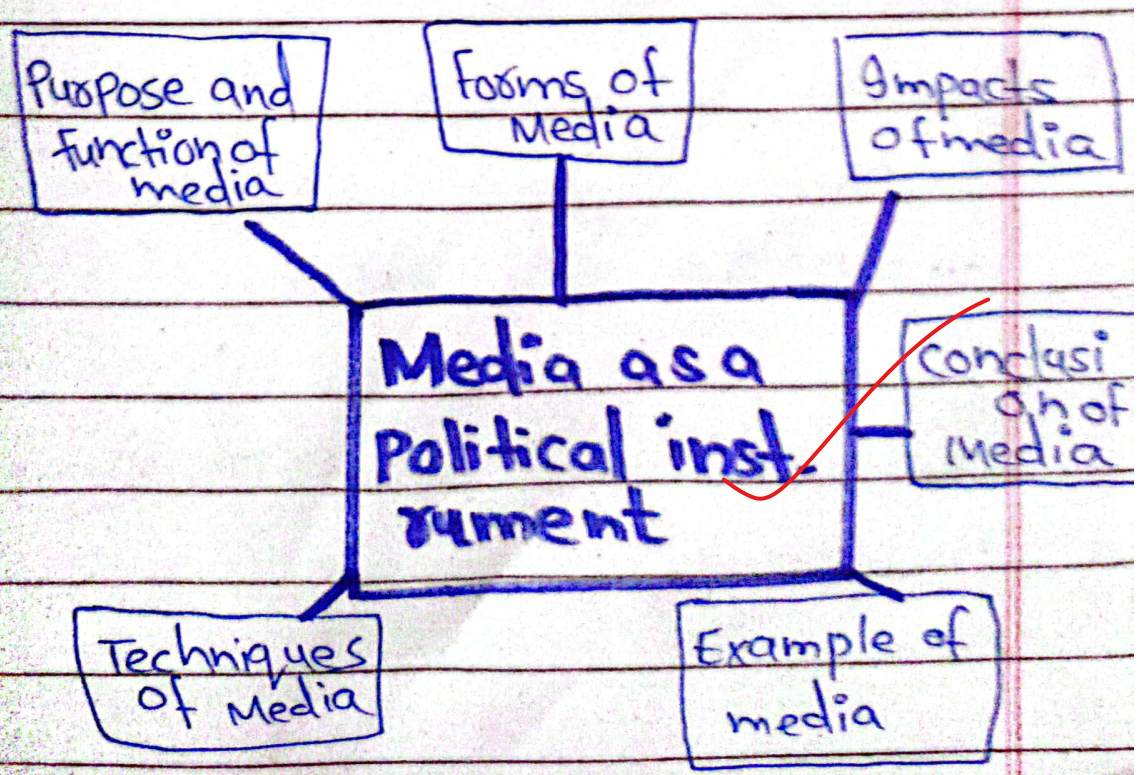 Purpose and
function of
media
Forms of
Media
Impacts
of media
Media as a
Political inst-
rument
Conclusi
on of
Media
Techniques
of Media
Example of
media